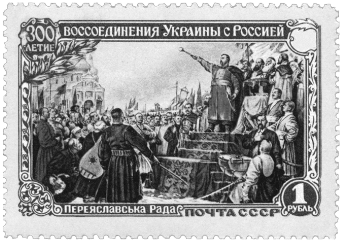 300
ЛЕТИЕ
ВОССОЕДИНЕНИЯ УКРАИНЫ С РОССИЕЙ
ПЕРЕЯСЛАВСЬКА РАДА
ПОЧТА СССР
1
РУБЛЬ